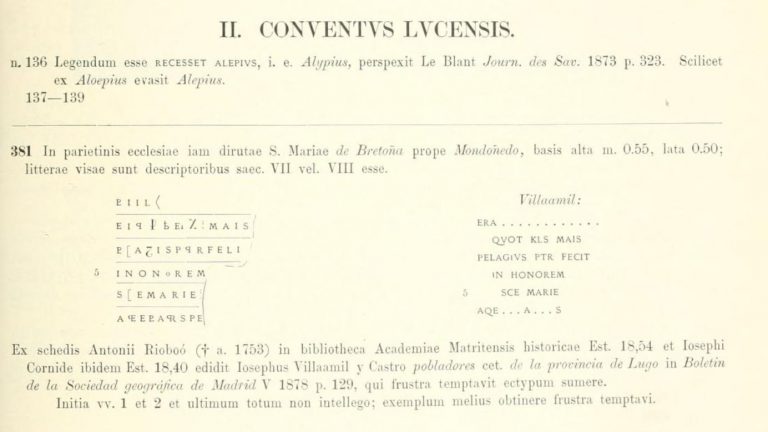 II. CONVENTVS LVCENSIS.
n. 136 Legendum esse RECESSET ALEPIVS, i. e. Alypius, perspexit Le Blant Journ. des Sav. 1873 p. 323. Scilicet
ex Aloepius evasit Alepius.
137—139
381 In parietinis ecclesiae iam dirutae S. Mariae de Bretoña prope Mondoñedo, basis alta m. 0.55, lata 0.50;
litterae visae sunt descriptoribus saec. VII vel. VIII esse.
MAIS
ISP
RFELI
5 INONOREM
S[EMARIE
SPE
Villaamil:
ERA . . . . . . . . . . . .
QVOT KLS MAIS
PELAGIVS PTR FECIT
IN HONOREM
5 SCE MARIE
AQE . . . A . . . S
Ex schedis Antonii Rioboó († a. 1753) in bibliotheca Academiae Matritensis historicae Est. 18,54 et Iosephi
Cornide ibidem Est. 18,40 edidit Iosephus Villaamil y Castro pobladores cet. de la provincia de Lugo in Boletin
de la Sociedad geográfica de Madrid V 1878 p. 129, qui frustra temptavit ectypum sumere.
Initia vv. 1 et 2 et ultimum totum non intellego; exemplum melius obtinere frustra temptavi.